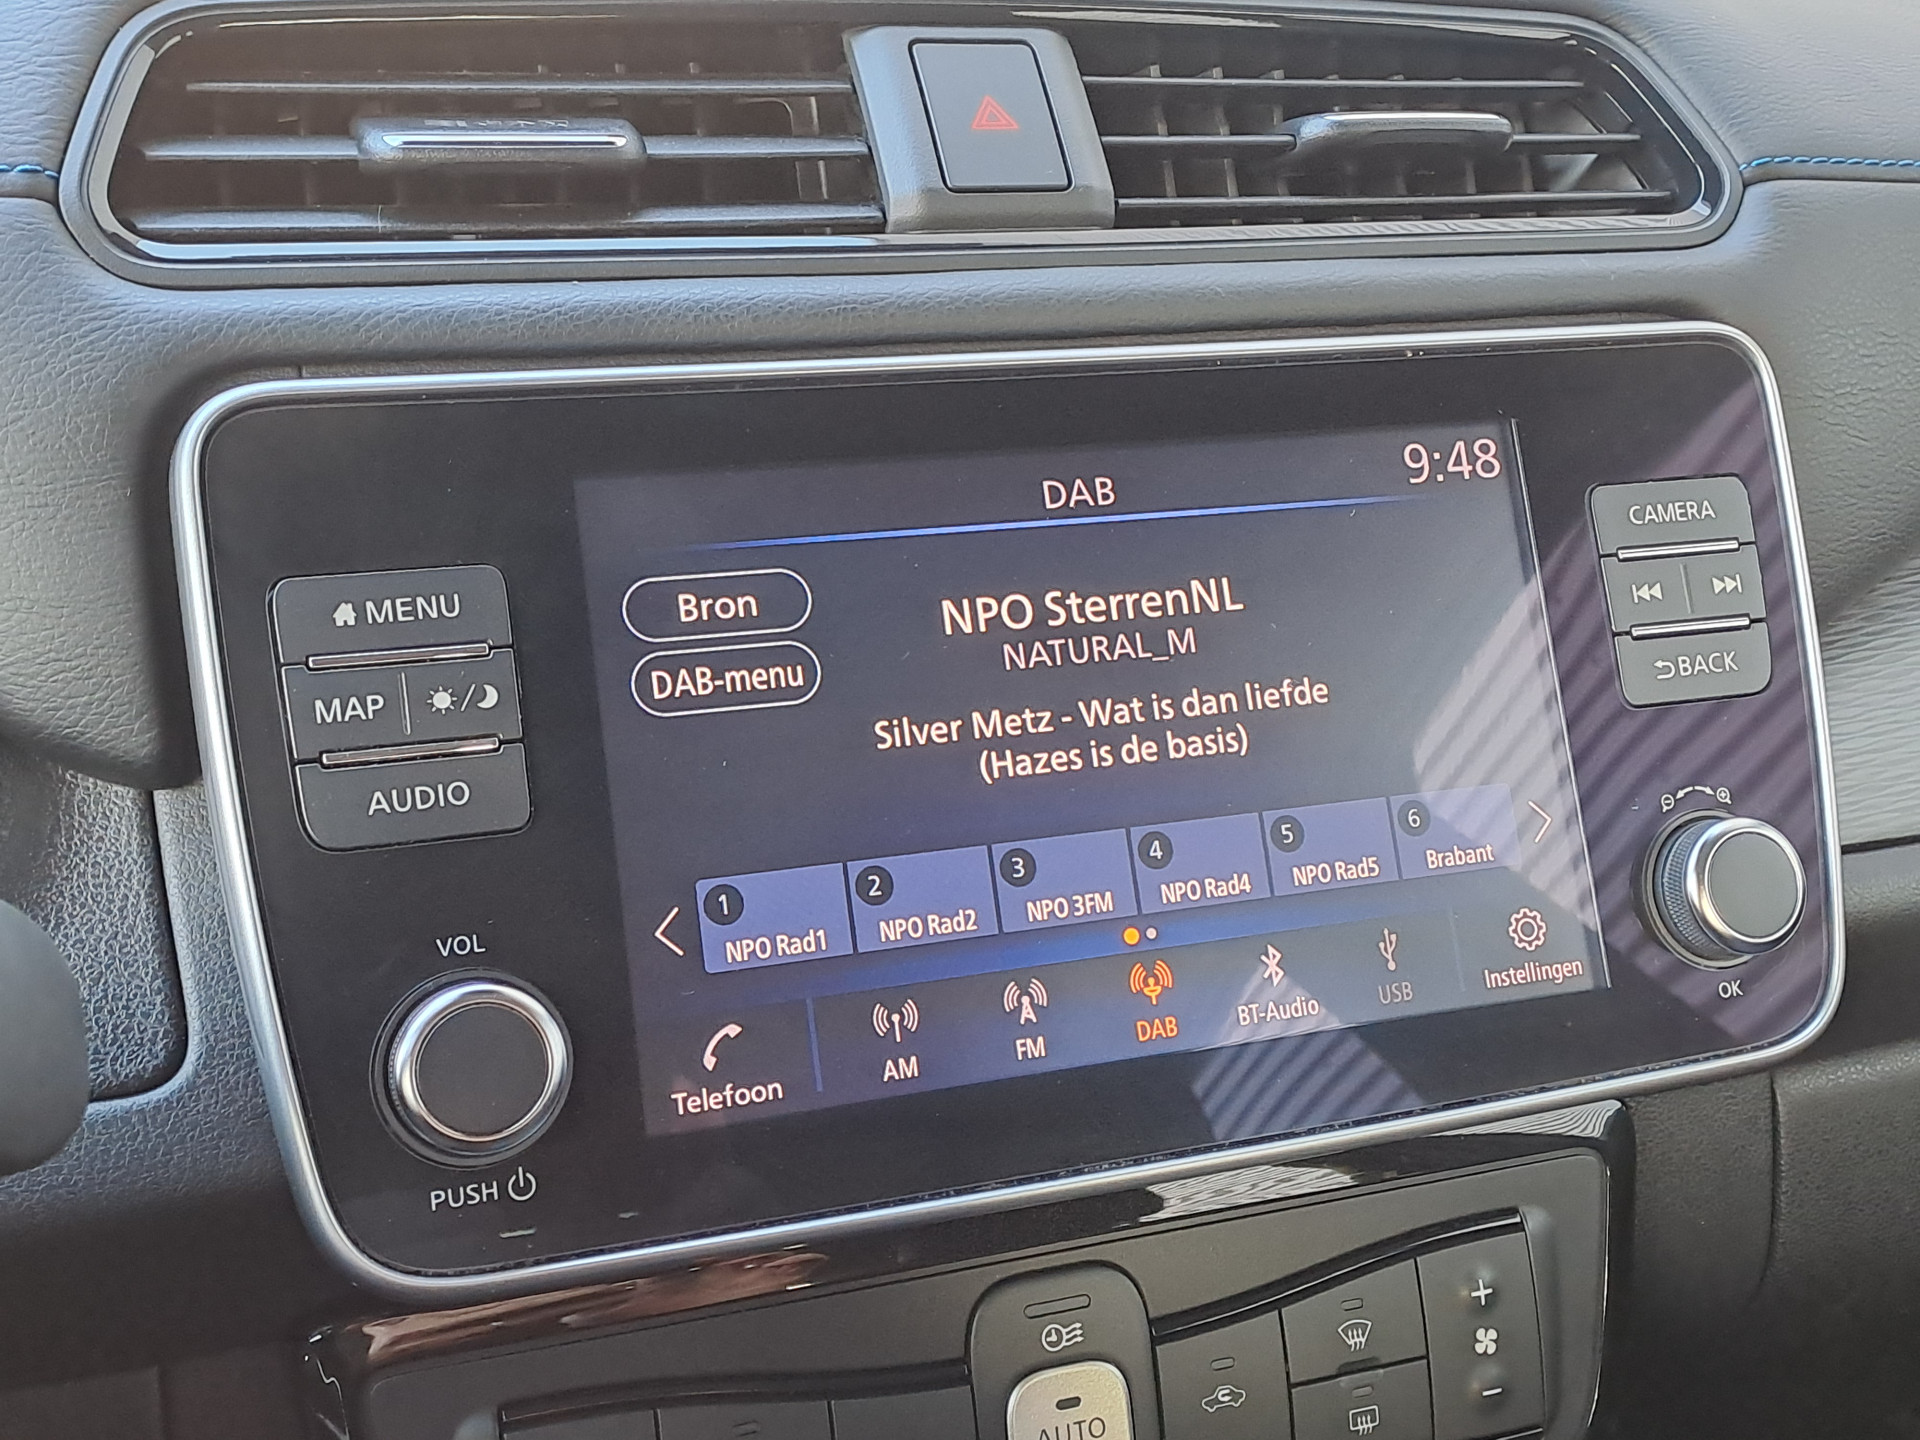 DAB
9:48
Bron
DAB-menu
NPO SterrenNL
NATURAL_M
Silver Metz - Wat is dan liefde
(Hazes is de basis)
1 NPO Rad1
2 NPO Rad2
3 NPO 3FM
4 NPO Rad4
5 NPO Rad5
6 Brabant
Telefoon
AM
FM
DAB
BT-Audio
USB
Instellingen
MENU
MAP
AUDIO
VOL
PUSH
CAMERA
BACK
OK
AUTO